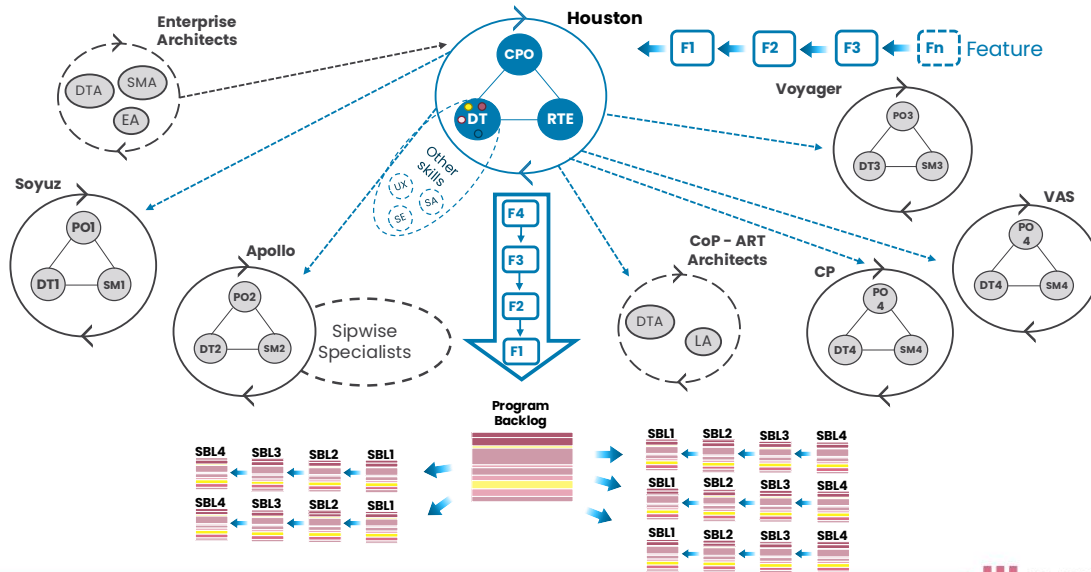 Enterprise
Architects
DTA
SMA
EA
Houston
CPO
DT
RTE
F1
F2
F3
Fn
Feature
Other
skills
UX
SA
SE
Voyager
PO3
DT3
SM3
Soyuz
PO1
DT1
SM1
Apollo
PO2
DT2
SM2
Sipwise
Specialists
F4
F3
F2
F1
CoP - ART
Architects
DTA
LA
CP
PO
4
DT4
SM4
VAS
PO
4
DT4
SM4
Program
Backlog
SBL4 SBL3 SBL2 SBL1
SBL4 SBL3 SBL2 SBL1
SBL1 SBL2 SBL3 SBL4
SBL1 SBL2 SBL3 SBL4
SBL1 SBL2 SBL3 SBL4